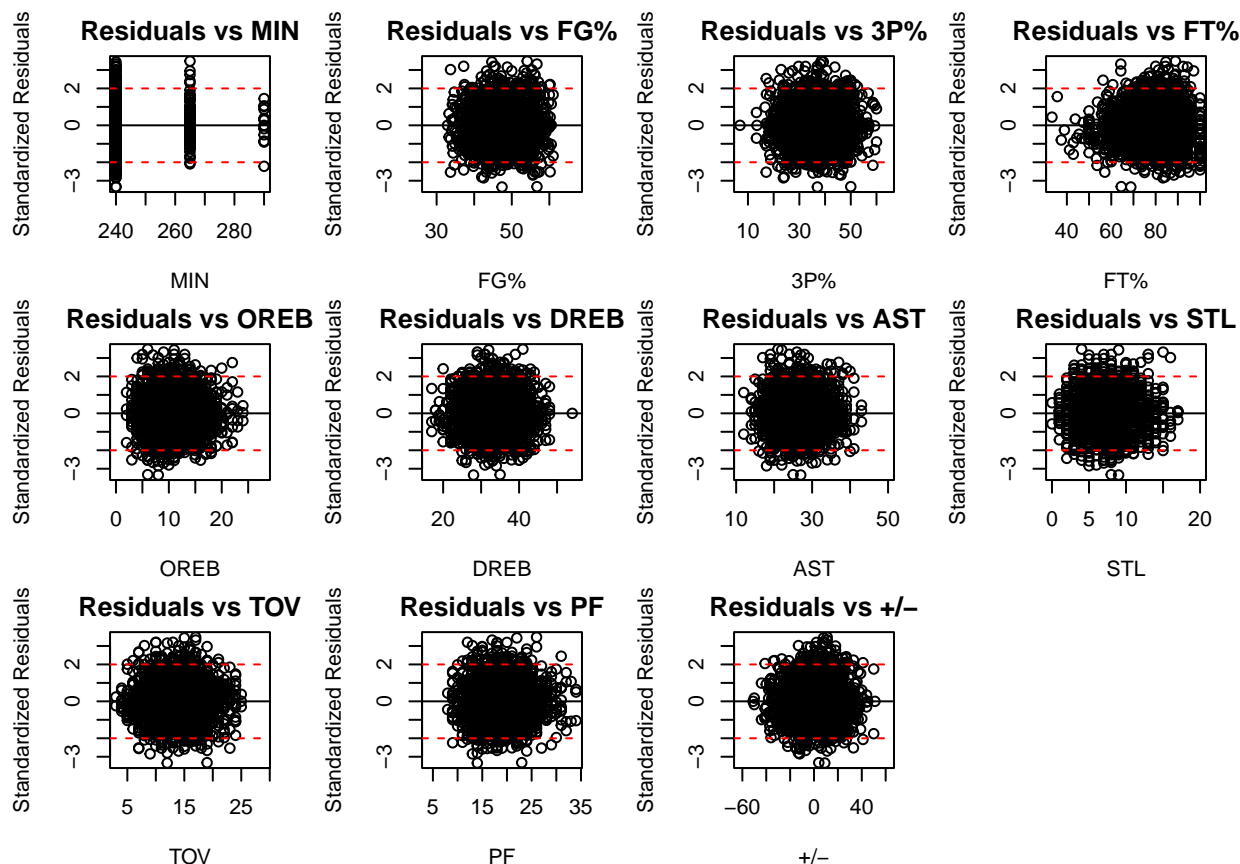 Residuals vs MIN
Standardized Residuals
−3 0 2
240 260 280
MIN
Residuals vs FG%
Standardized Residuals
−3 0 2
30 50
FG%
Residuals vs 3P%
Standardized Residuals
−3 0 2
10 30 50
3P%
Residuals vs FT%
Standardized Residuals
−3 0 2
40 60 80
FT%
Residuals vs OREB
Standardized Residuals
−3 0 2
0 10 20
OREB
Residuals vs DREB
Standardized Residuals
−3 0 2
20 40
DREB
Residuals vs AST
Standardized Residuals
−3 0 2
10 30 50
AST
Residuals vs STL
Standardized Residuals
−3 0 2
0 5 10 20
STL
Residuals vs TOV
Standardized Residuals
−3 0 2
5 15 25
TOV
Residuals vs PF
Standardized Residuals
−3 0 2
5 15 25 35
PF
Residuals vs +/−
Standardized Residuals
−3 0 2
−60 0 40
+/−